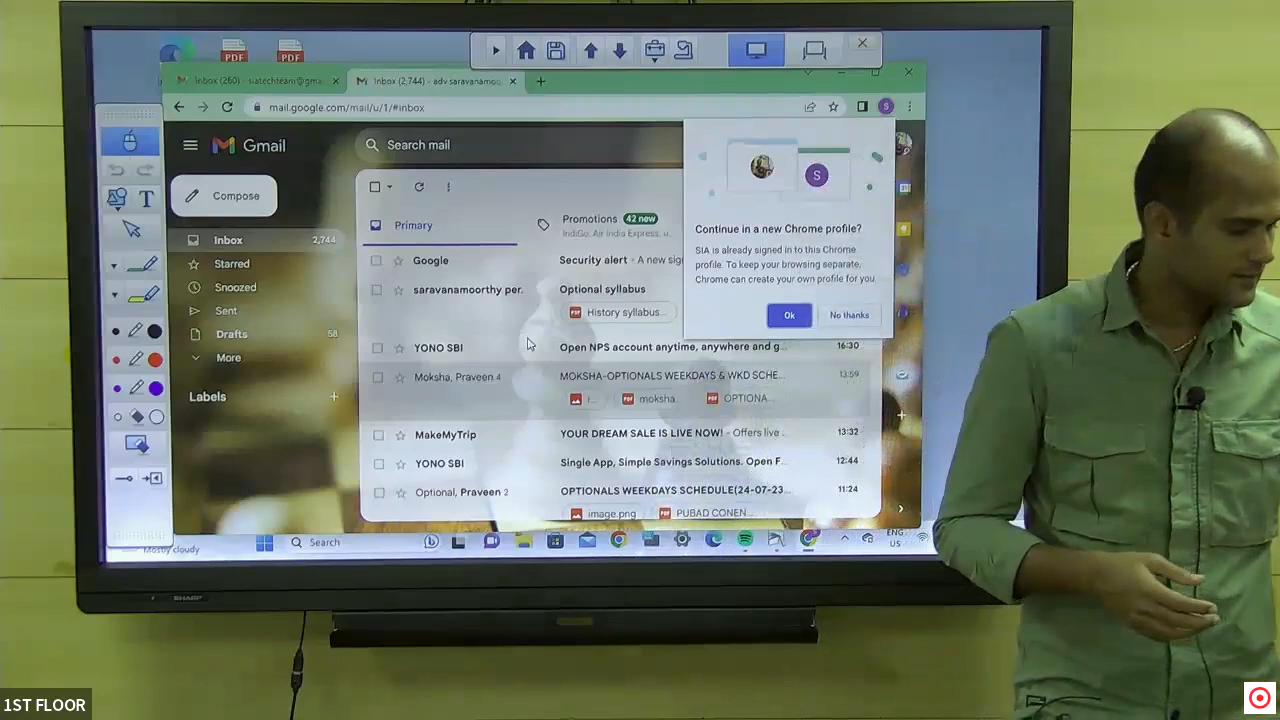 PDF
PDF
Inbox (260) - siatechteam@gma
Inbox (2,744) - adv saravanamoo
mail.google.com/mail/u/1/#inbox
S
Gmail
Search mail
Compose
Inbox 2,744
Starred
Snoozed
Sent
Drafts 58
More
Labels
T
Primary
Promotions 42 new
IndiGo, Air India Express, u...
Google Security alert - A new sig
saravanamoorthy per. Optional syllabus
PDF History syllabus...
YONO SBI Open NPS account anytime, anywhere and g... 16:30
Moksha, Praveen 4 MOKSHA-OPTIONALS WEEKDAYS & WKD SCHE... 13:59
moksha.
PDF OPTIONA...
MakeMyTrip YOUR DREAM SALE IS LIVE NOW! - Offers live ... 13:32
YONO SBI Single App, Simple Savings Solutions. Open F... 12:44
Optional, Praveen 2 OPTIONALS WEEKDAYS SCHEDULE(24-07-23... 11:24
image.png
PDF PUBAD CONEN...
S
Continue in a new Chrome profile?
SIA is already signed in to this Chrome
profile. To keep your browsing separate,
Chrome can create your own profile for you
Ok No thanks
Mostly cloudy
Search
ENG
US
SHARP
1ST FLOOR